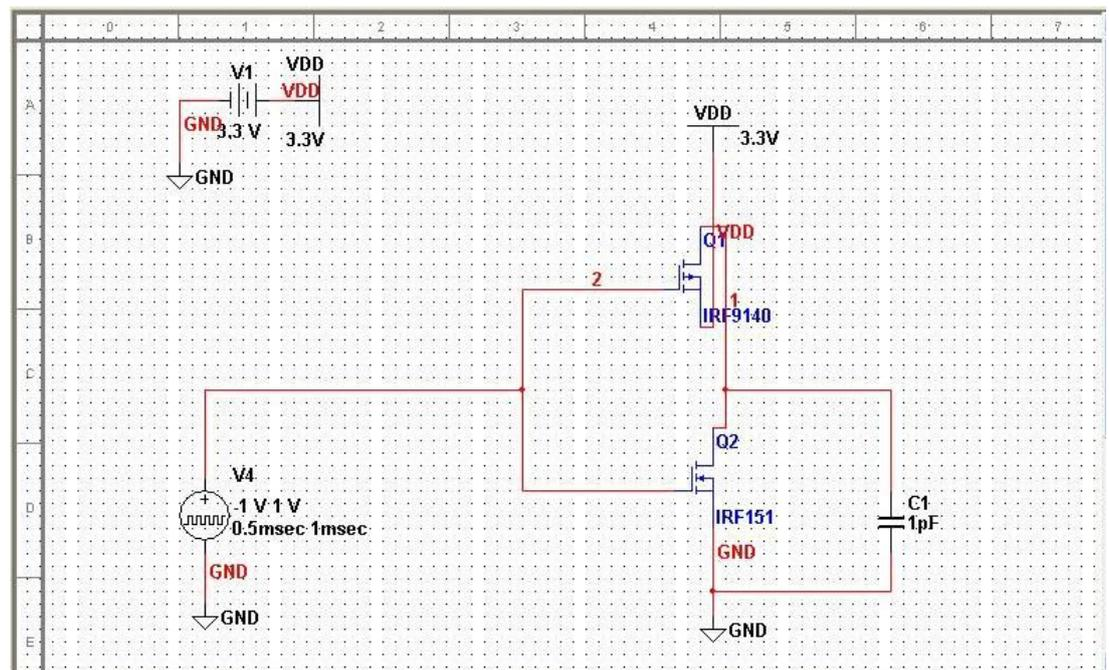 0 1 2 3 4 5 6 7
A
B
C
D
E
V1
VDD
VDD
GND
3.3 V
3.3V
GND
VDD
3.3V
VDD
Q1
2
1
IRF9140
Q2
V4
-1 V 1 V
0.5msec 1msec
IRF151
C1
1pF
GND
GND
GND
GND